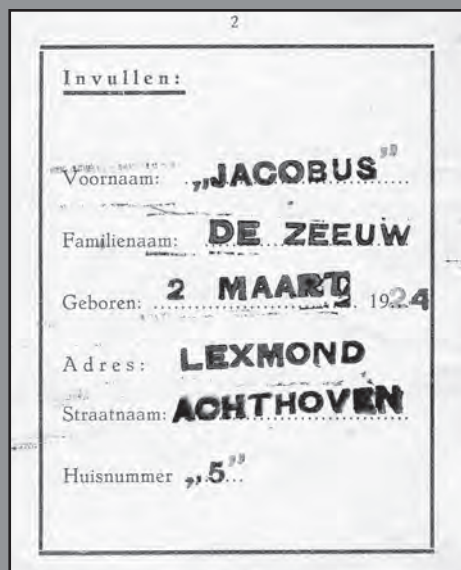 2
Invullen:
Voornaam: „JACOBUS”
Familienaam: DE ZEEUW
Geboren: 2 MAART 1924
Adres: LEXMOND
Straatnaam: ACHTHOVEN
Huisnummer „5”